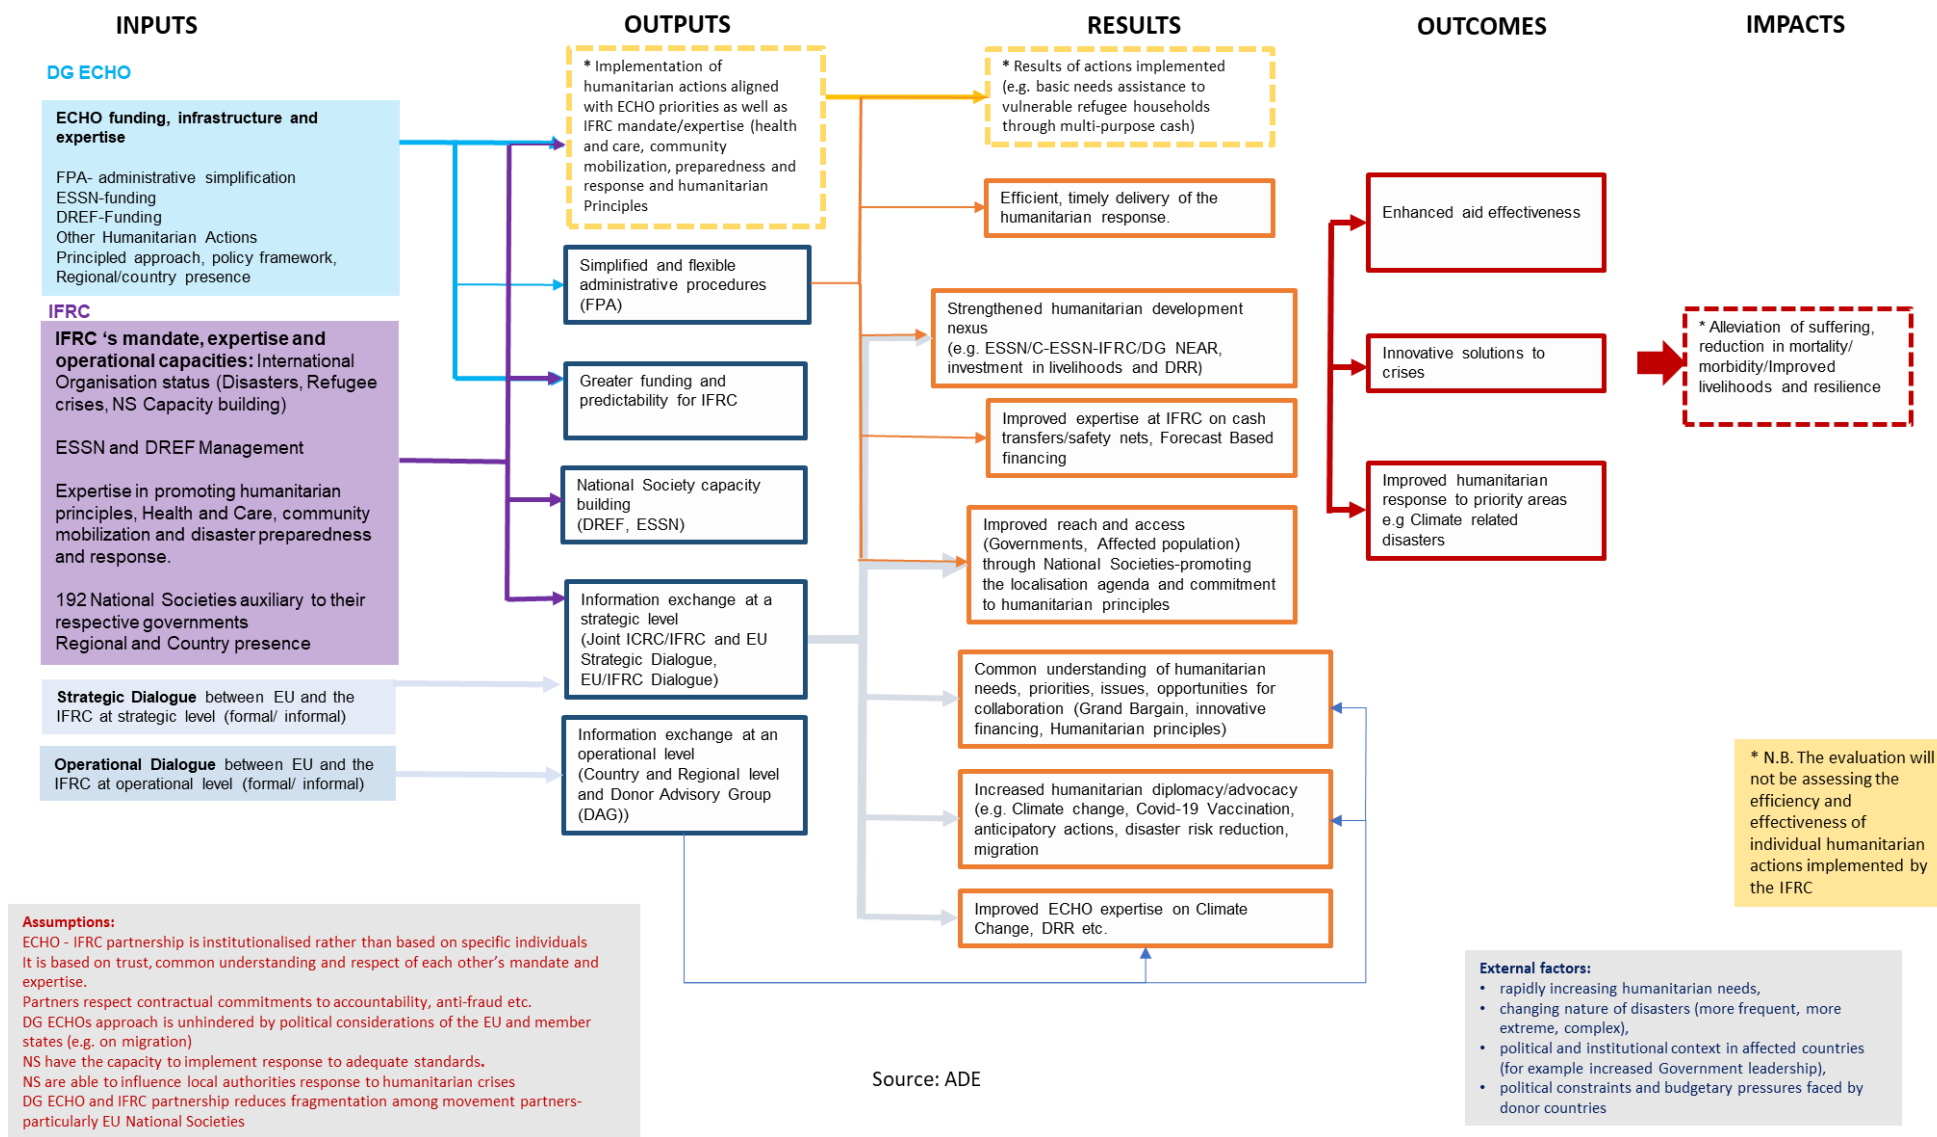 INPUTS
OUTPUTS
RESULTS
OUTCOMES
IMPACTS
DG ECHO
ECHO funding, infrastructure and
expertise
FPA- administrative simplification
ESSN-funding
DREF-Funding
Other Humanitarian Actions
Principled approach, policy framework,
Regional/country presence
IFRC
IFRC ‘s mandate, expertise and
operational capacities: International
Organisation status (Disasters, Refugee
crises, NS Capacity building)
ESSN and DREF Management
Expertise in promoting humanitarian
principles, Health and Care, community
mobilization and disaster preparedness
and response.
192 National Societies auxiliary to their
respective governments
Regional and Country presence
Strategic Dialogue between EU and the
IFRC at strategic level (formal/ informal)
Operational Dialogue between EU and the
IFRC at operational level (formal/ informal)
* Implementation of
humanitarian actions aligned
with ECHO priorities as well as
IFRC mandate/expertise (health
and care, community
mobilization, preparedness and
response and humanitarian
Principles
Simplified and flexible
administrative procedures
(FPA)
Greater funding and
predictability for IFRC
National Society capacity
building
(DREF, ESSN)
Information exchange at a
strategic level
(Joint ICRC/IFRC and EU
Strategic Dialogue,
EU/IFRC Dialogue)
Information exchange at an
operational level
(Country and Regional level
and Donor Advisory Group
(DAG))
* Results of actions implemented
(e.g. basic needs assistance to
vulnerable refugee households
through multi-purpose cash)
Efficient, timely delivery of the
humanitarian response.
Strengthened humanitarian development
nexus
(e.g. ESSN/C-ESSN-IFRC/DG NEAR,
investment in livelihoods and DRR)
Improved expertise at IFRC on cash
transfers/safety nets, Forecast Based
financing
Improved reach and access
(Governments, Affected population)
through National Societies-promoting
the localisation agenda and commitment
to humanitarian principles
Common understanding of humanitarian
needs, priorities, issues, opportunities for
collaboration (Grand Bargain, innovative
financing, Humanitarian principles)
Increased humanitarian diplomacy/advocacy
(e.g. Climate change, Covid-19 Vaccination,
anticipatory actions, disaster risk reduction,
migration
Improved ECHO expertise on Climate
Change, DRR etc.
Enhanced aid effectiveness
Innovative solutions to
crises
Improved humanitarian
response to priority areas
e.g Climate related
disasters
* Alleviation of suffering,
reduction in mortality/
morbidity/Improved
livelihoods and resilience
* N.B. The evaluation will
not be assessing the
efficiency and
effectiveness of
individual humanitarian
actions implemented by
the IFRC
Assumptions:
ECHO - IFRC partnership is institutionalised rather than based on specific individuals
It is based on trust, common understanding and respect of each other’s mandate and
expertise.
Partners respect contractual commitments to accountability, anti-fraud etc.
DG ECHOs approach is unhindered by political considerations of the EU and member
states (e.g. on migration)
NS have the capacity to implement response to adequate standards.
NS are able to influence local authorities response to humanitarian crises
DG ECHO and IFRC partnership reduces fragmentation among movement partners-
particularly EU National Societies
Source: ADE
External factors:
• rapidly increasing humanitarian needs,
• changing nature of disasters (more frequent, more
extreme, complex),
• political and institutional context in affected countries
(for example increased Government leadership),
• political constraints and budgetary pressures faced by
donor countries